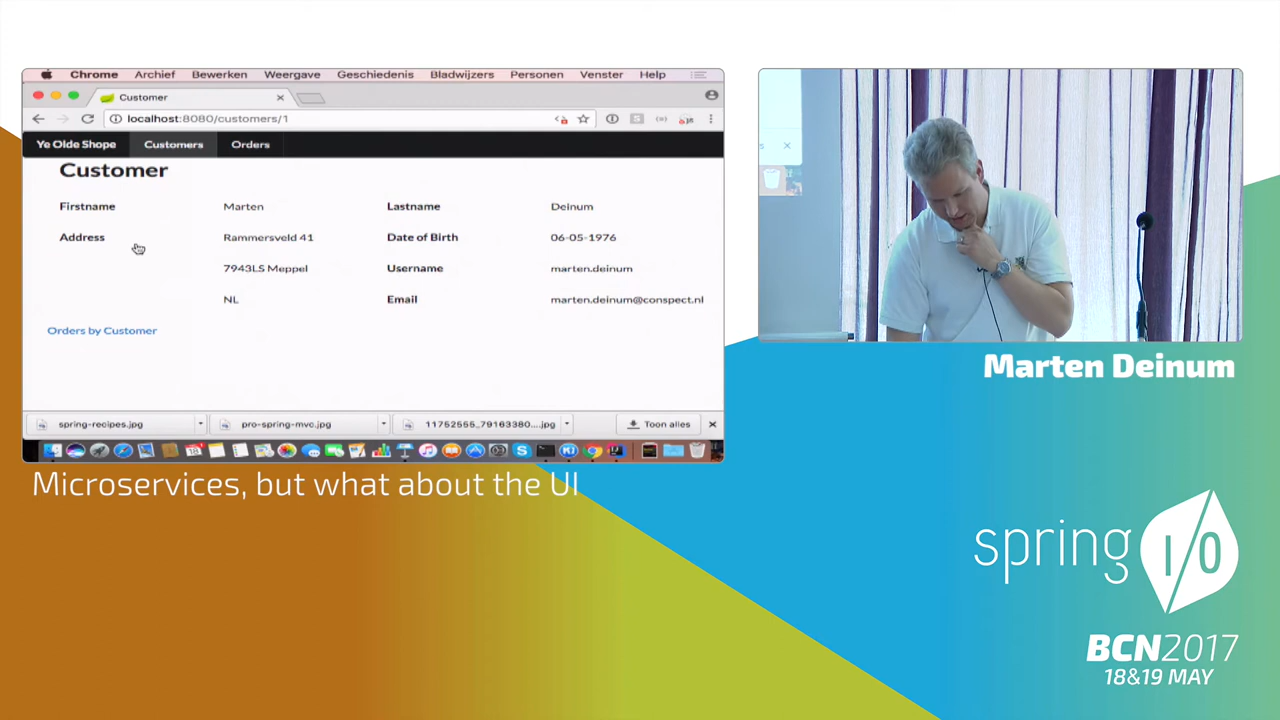 Chrome Archief Bewerken Weergave Geschiedenis Bladwijzers Personen Venster Help
Customer
localhost:8080/customers/1
Ye Olde Shope Customers Orders
Customer
Firstname Marten Lastname Deinum
Address Rammersveld 41 Date of Birth 06-05-1976
7943LS Meppel Username marten.deinum
NL Email marten.deinum@conspect.nl
Orders by Customer
spring-recipes.jpg pro-spring-mvc.jpg 11752555_79163380....jpg Toon alles
Marten Deinum
Microservices, but what about the UI
spring I/O
BCN2017
18&19 MAY